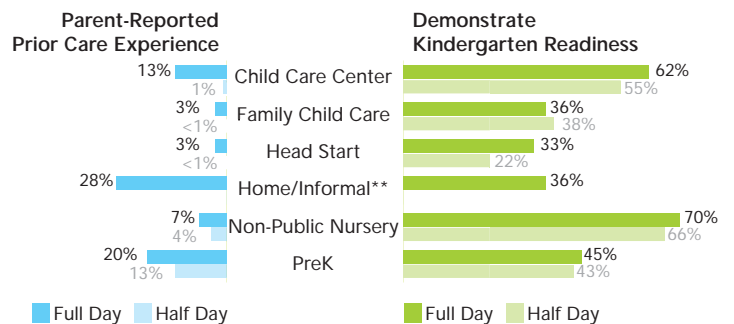 Parent-Reported
Prior Care Experience
Demonstrate
Kindergarten Readiness
13% Child Care Center 62%
1% 55%
3% Family Child Care 36%
<1% 38%
3% Head Start 33%
<1% 22%
28% Home/Informal** 36%
7% Non-Public Nursery 70%
4% 66%
20% PreK 45%
13% 43%
Full Day Half Day Full Day Half Day